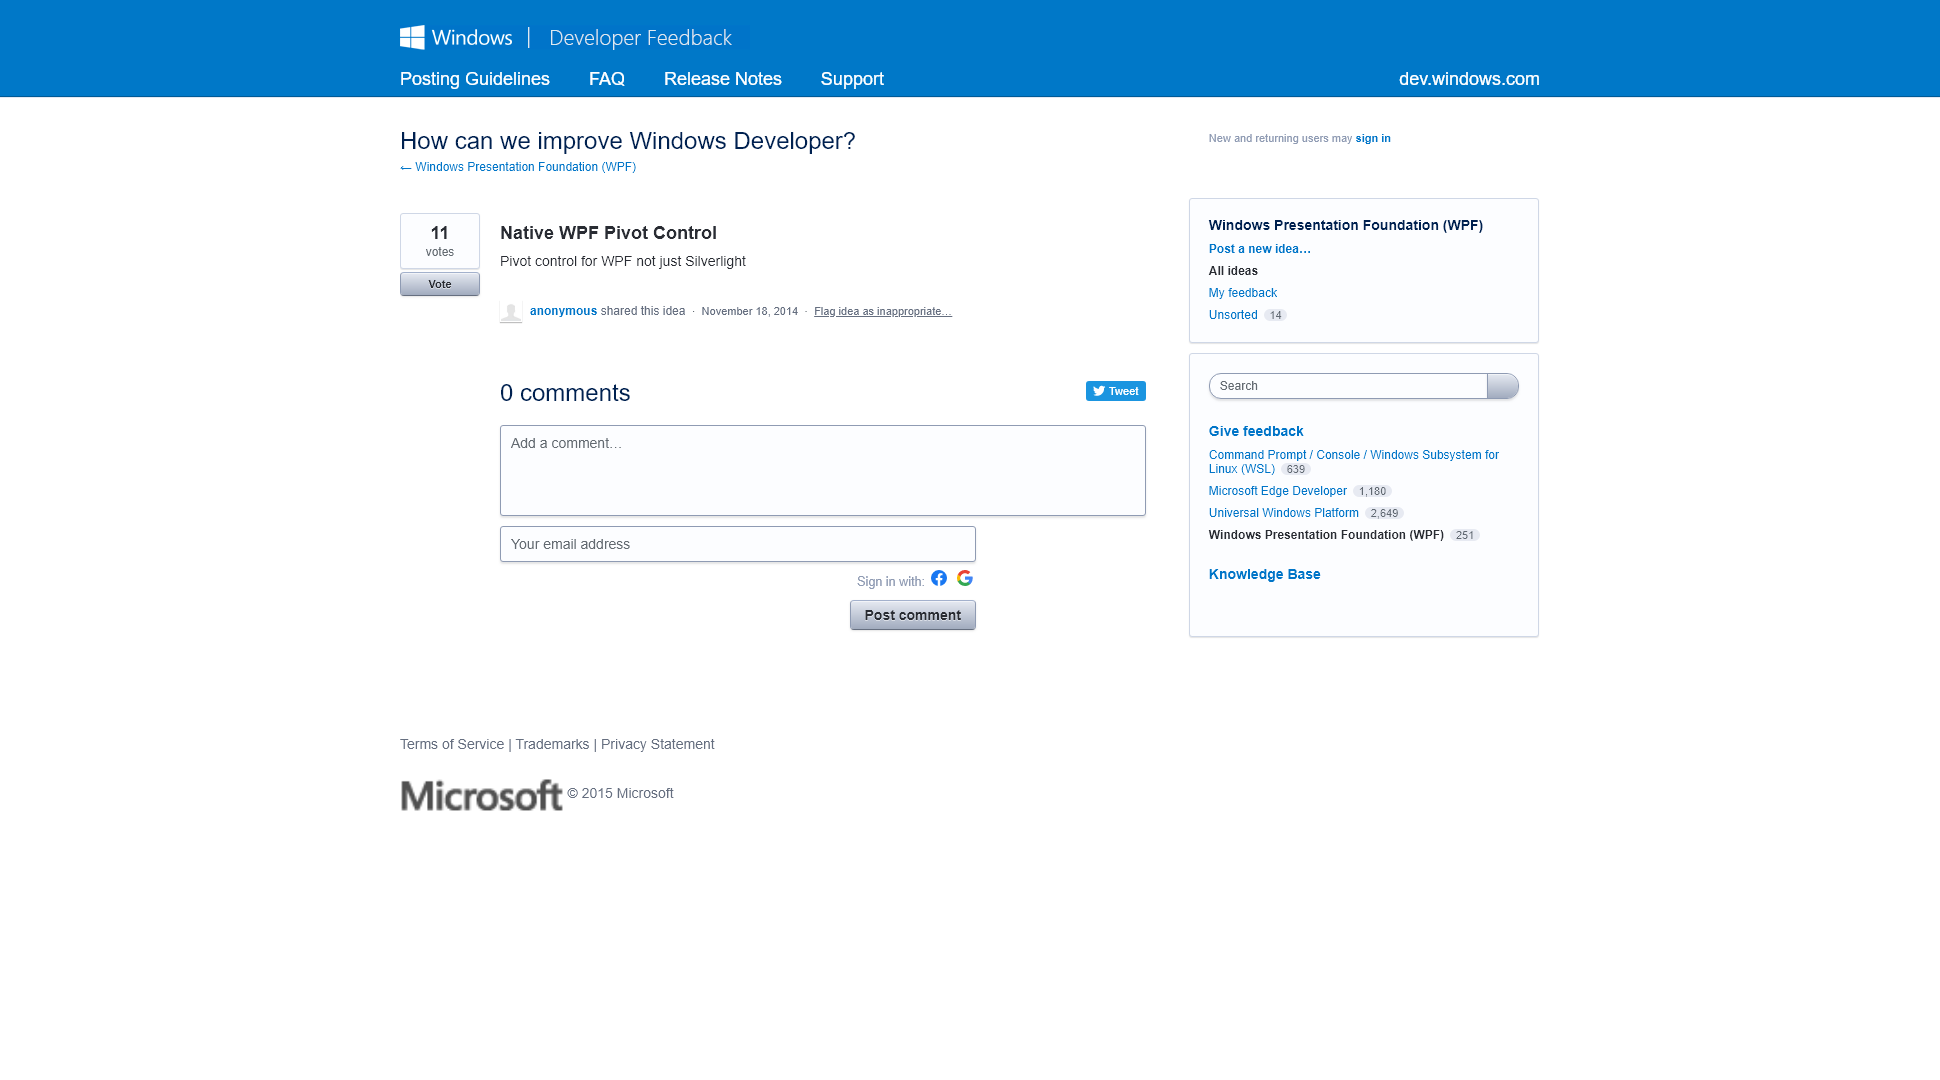 Windows | Developer Feedback
Posting Guidelines FAQ Release Notes Support dev.windows.com
How can we improve Windows Developer?
← Windows Presentation Foundation (WPF)
New and returning users may sign in
11
votes
Vote
Native WPF Pivot Control
Pivot control for WPF not just Silverlight
anonymous shared this idea · November 18, 2014 · Flag idea as inappropriate…
0 comments
Tweet
Add a comment…
Your email address
Sign in with:
Post comment
Windows Presentation Foundation (WPF)
Post a new idea…
All ideas
My feedback
Unsorted 14
Search
Give feedback
Command Prompt / Console / Windows Subsystem for
Linux (WSL) 639
Microsoft Edge Developer 1,180
Universal Windows Platform 2,649
Windows Presentation Foundation (WPF) 251
Knowledge Base
Terms of Service | Trademarks | Privacy Statement
Microsoft © 2015 Microsoft